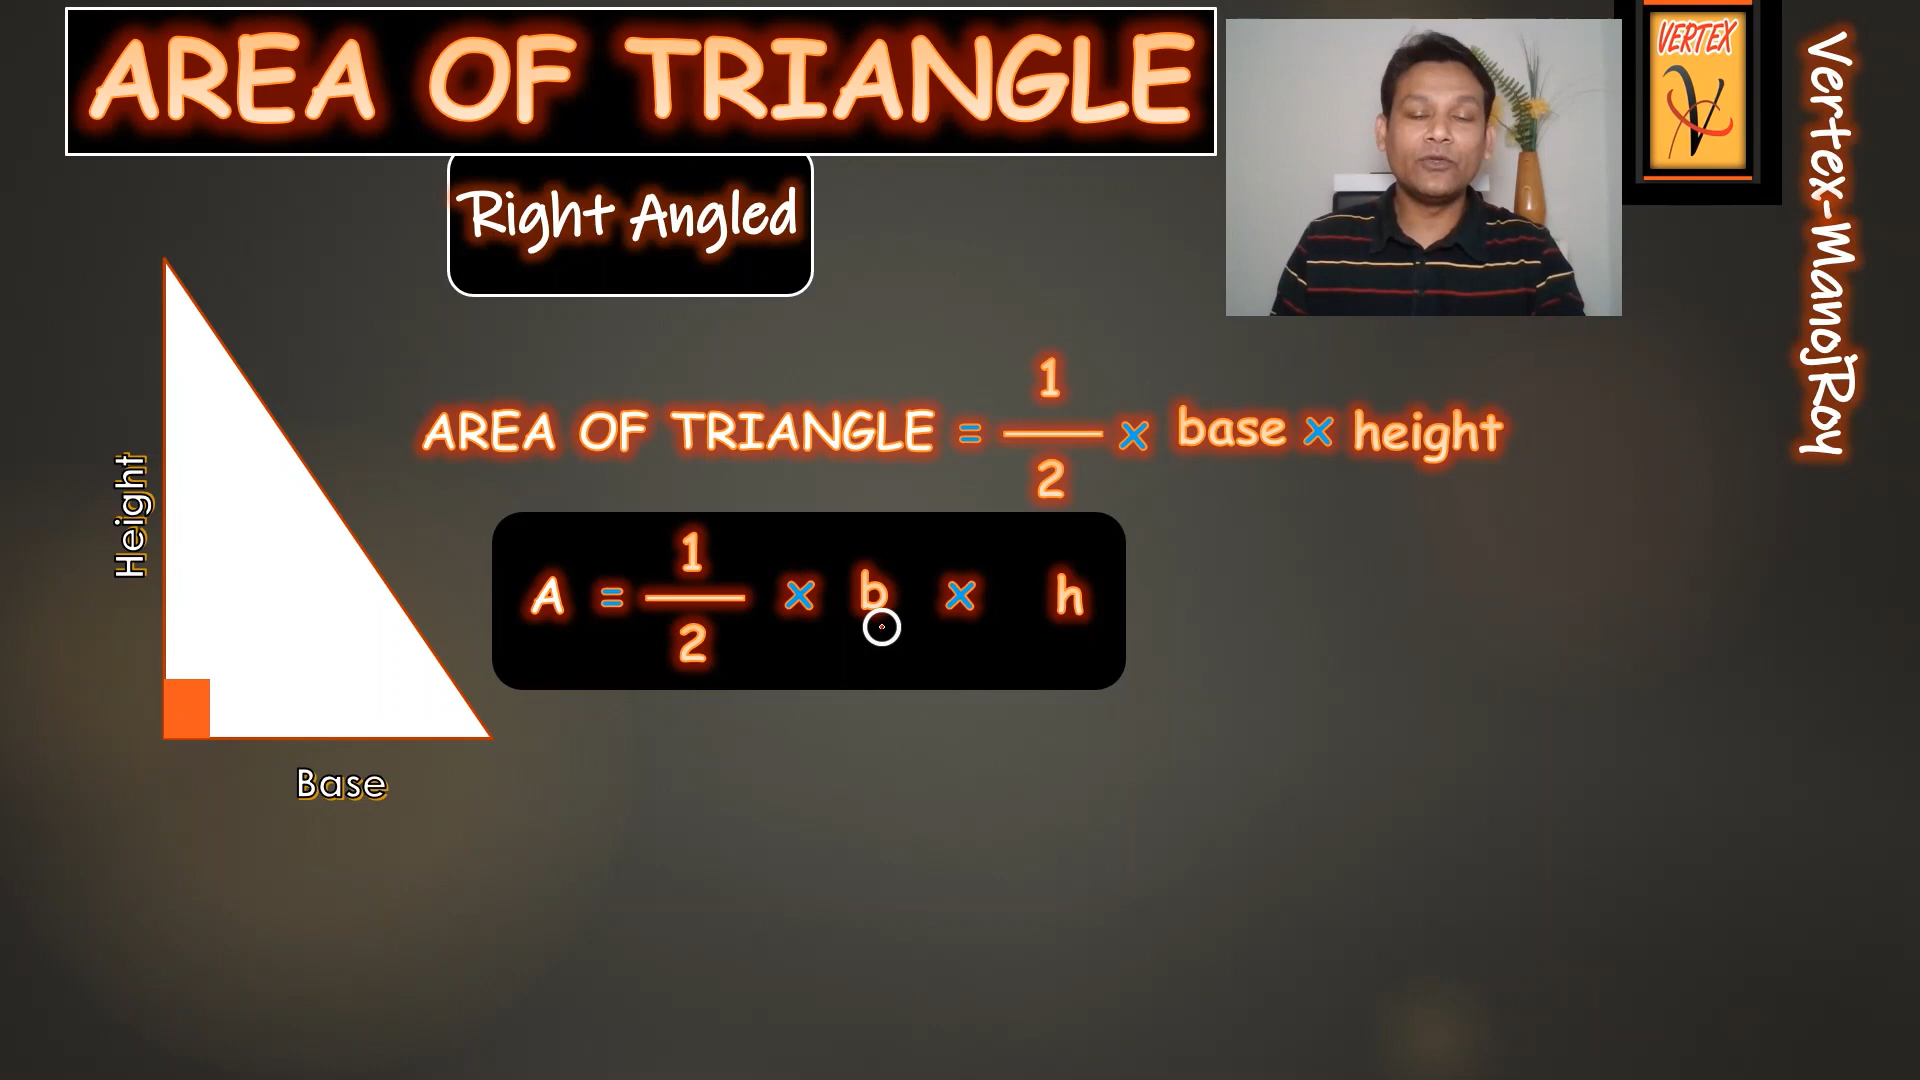 AREA OF TRIANGLE
VERTEX
Vertex-ManojRoy
Right Angled
Height
Base
AREA OF TRIANGLE = 1/2 × base × height
A = 1/2 × b × h